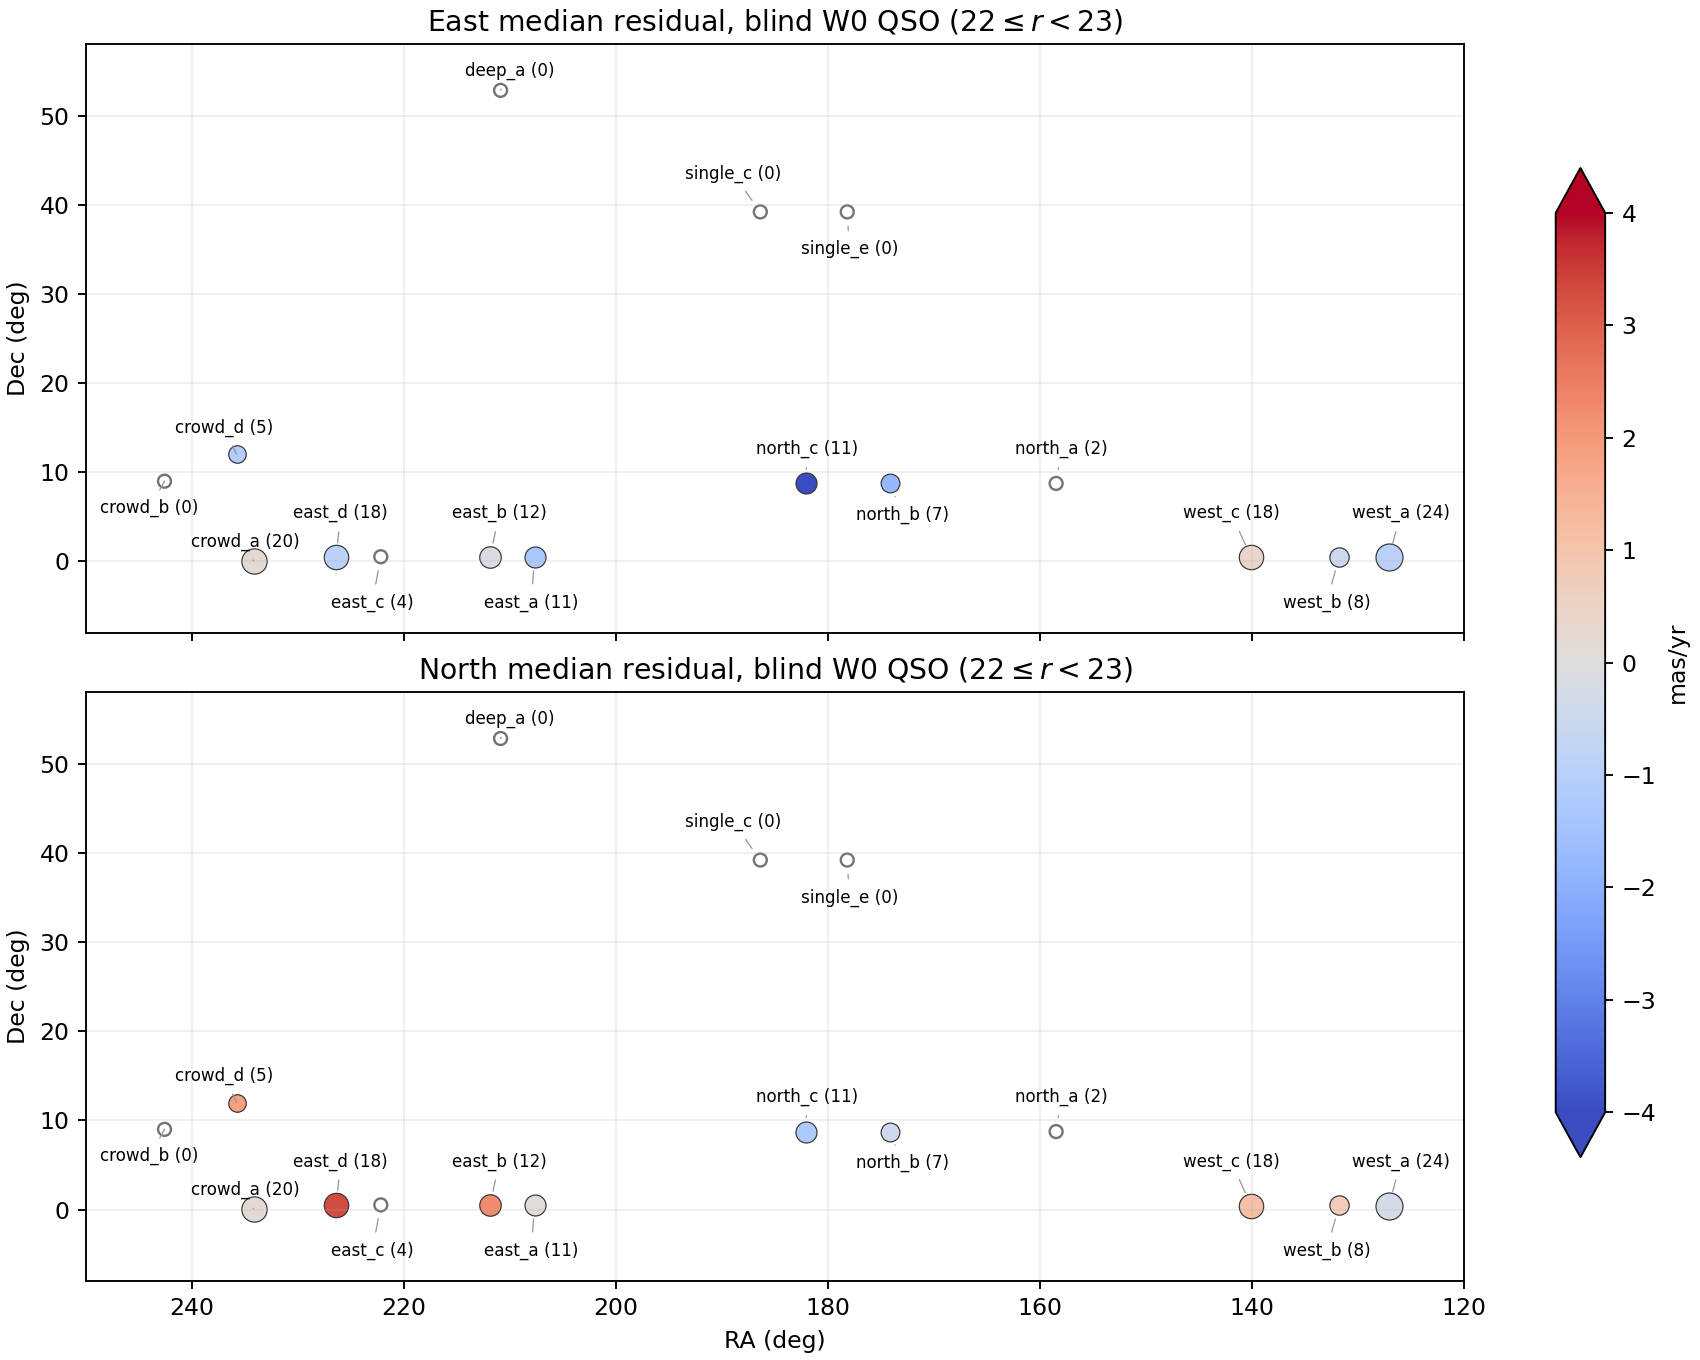 East median residual, blind W0 QSO (22 ≤ r < 23)
deep_a (0)
50
single_c (0)
40
single_e (0)
30
Dec (deg)
20
crowd_d (5)
north_c (11)
north_a (2)
10
crowd_b (0)
east_d (18)
east_b (12)
north_b (7)
west_c (18)
west_a (24)
crowd_a (20)
0
east_c (4)
east_a (11)
west_b (8)
North median residual, blind W0 QSO (22 ≤ r < 23)
deep_a (0)
50
single_c (0)
40
single_e (0)
30
Dec (deg)
20
crowd_d (5)
north_c (11)
north_a (2)
10
crowd_b (0)
east_d (18)
east_b (12)
north_b (7)
west_c (18)
west_a (24)
crowd_a (20)
0
east_c (4)
east_a (11)
west_b (8)
240
220
200
180
160
140
120
RA (deg)
4
3
2
1
0
−1
−2
−3
−4
mas/yr